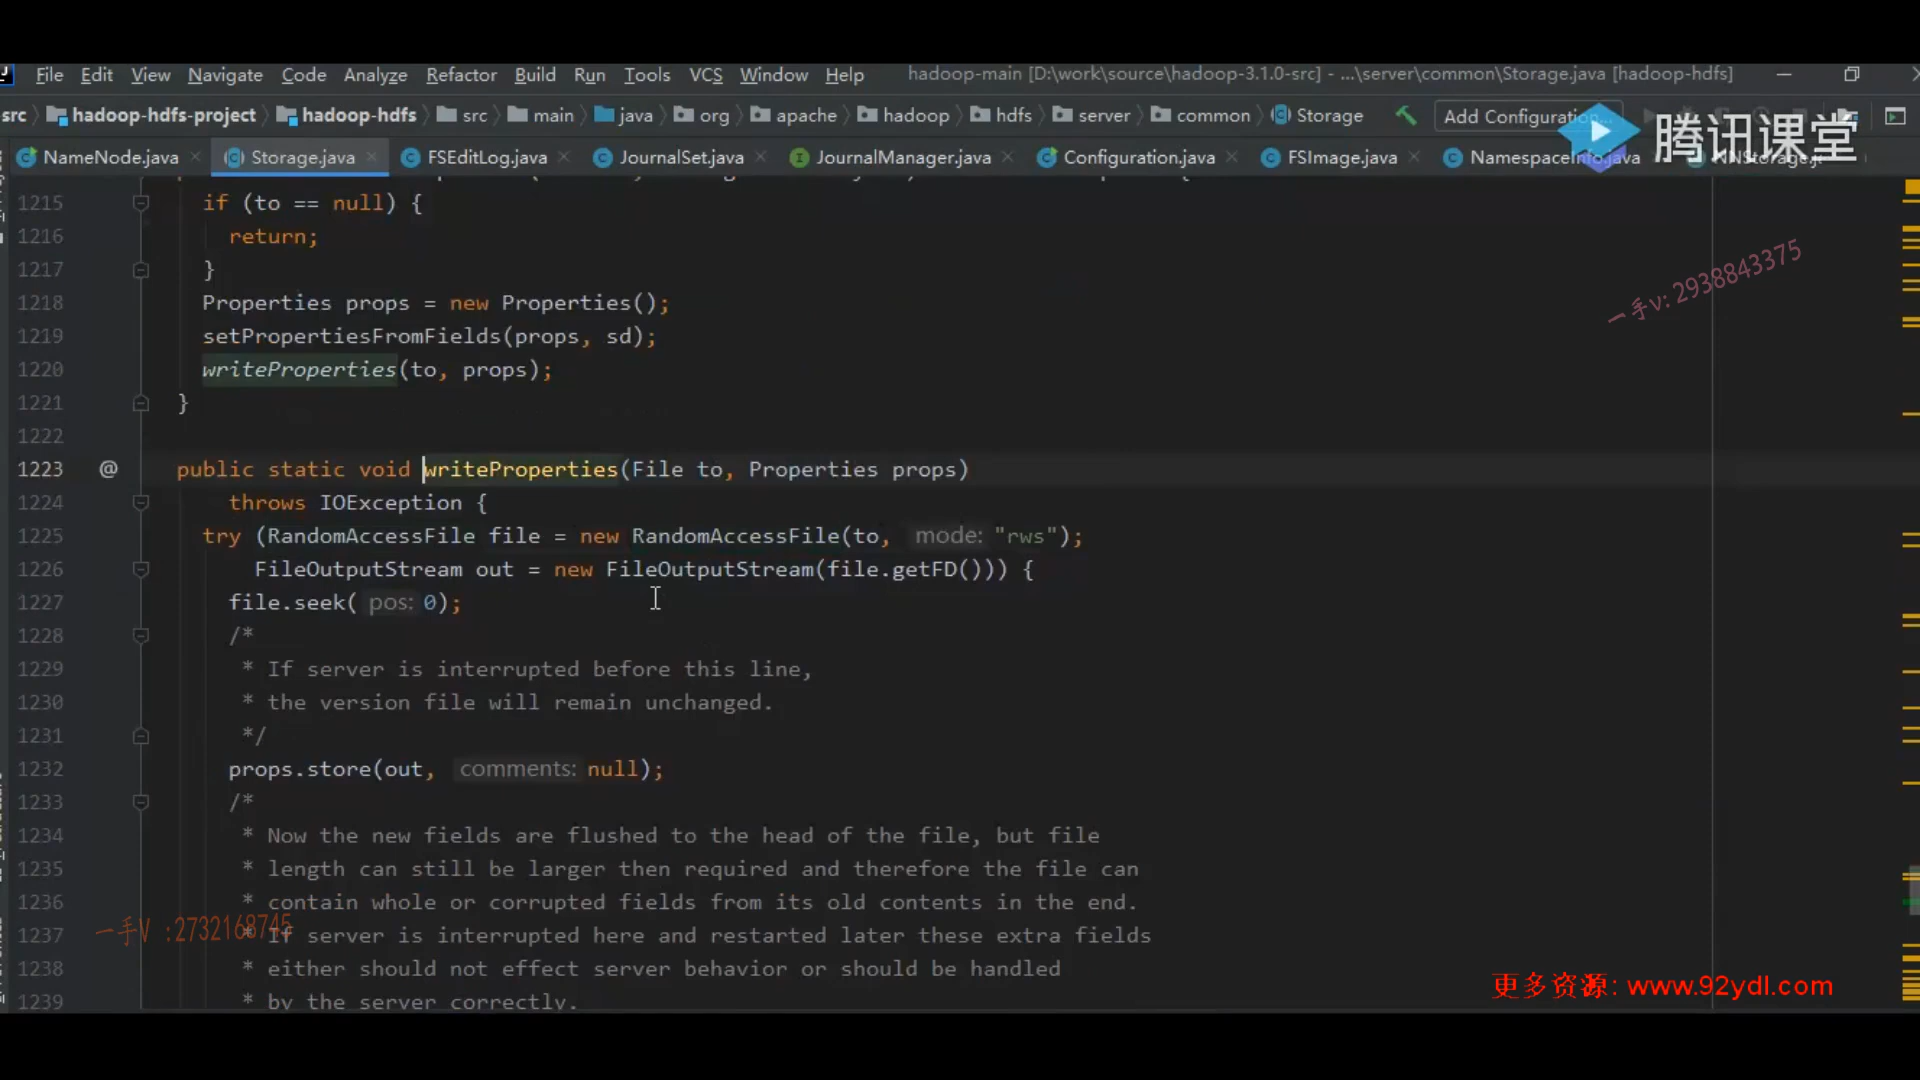 File Edit View Navigate Code Analyze Refactor Build Run Tools VCS Window Help hadoop-main [D:\work\source\hadoop-3.1.0-src] - ...\server\common\Storage.java [hadoop-hdfs]
src hadoop-hdfs-project hadoop-hdfs src main java org apache hadoop hdfs server common Storage Add Configuration...
腾讯课堂
NameNode.java Storage.java FSEditLog.java JournalSet.java JournalManager.java Configuration.java FSImage.java NamespaceInfo.java
1215 if (to == null) {
1216 return;
1217 }
1218 Properties props = new Properties();
1219 setPropertiesFromFields(props, sd);
1220 writeProperties(to, props);
1221 }
1222
1223 @ public static void writeProperties(File to, Properties props)
1224 throws IOException {
1225 try (RandomAccessFile file = new RandomAccessFile(to, mode: "rws");
1226 FileOutputStream out = new FileOutputStream(file.getFD())) {
1227 file.seek( pos: 0);
1228 /*
1229 * If server is interrupted before this line,
1230 * the version file will remain unchanged.
1231 */
1232 props.store(out, comments: null);
1233 /*
1234 * Now the new fields are flushed to the head of the file, but file
1235 * length can still be larger then required and therefore the file can
1236 * contain whole or corrupted fields from its old contents in the end.
1237 * If server is interrupted here and restarted later these extra fields
1238 * either should not effect server behavior or should be handled
1239 * by the server correctly.
一手v:2938843375
一手V :2732168745
更多资源: www.92ydl.com